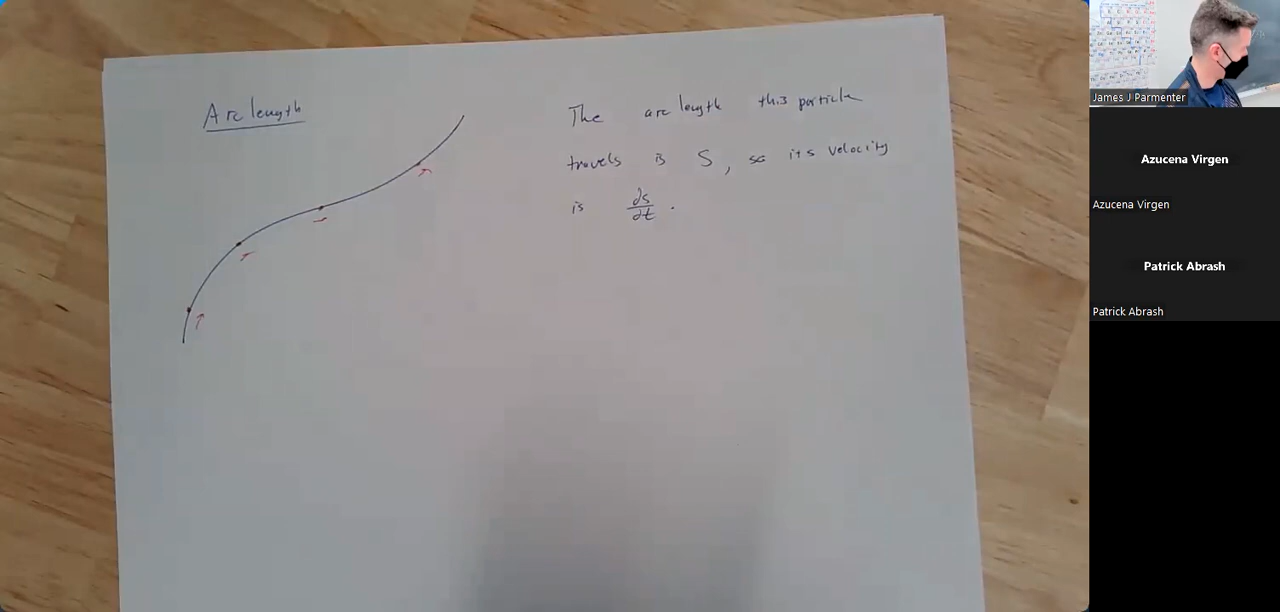 Arc length
The arc length this particle
travels is S, so its velocity
is ds/dt.
James J Parmenter
Azucena Virgen
Azucena Virgen
Patrick Abrash
Patrick Abrash